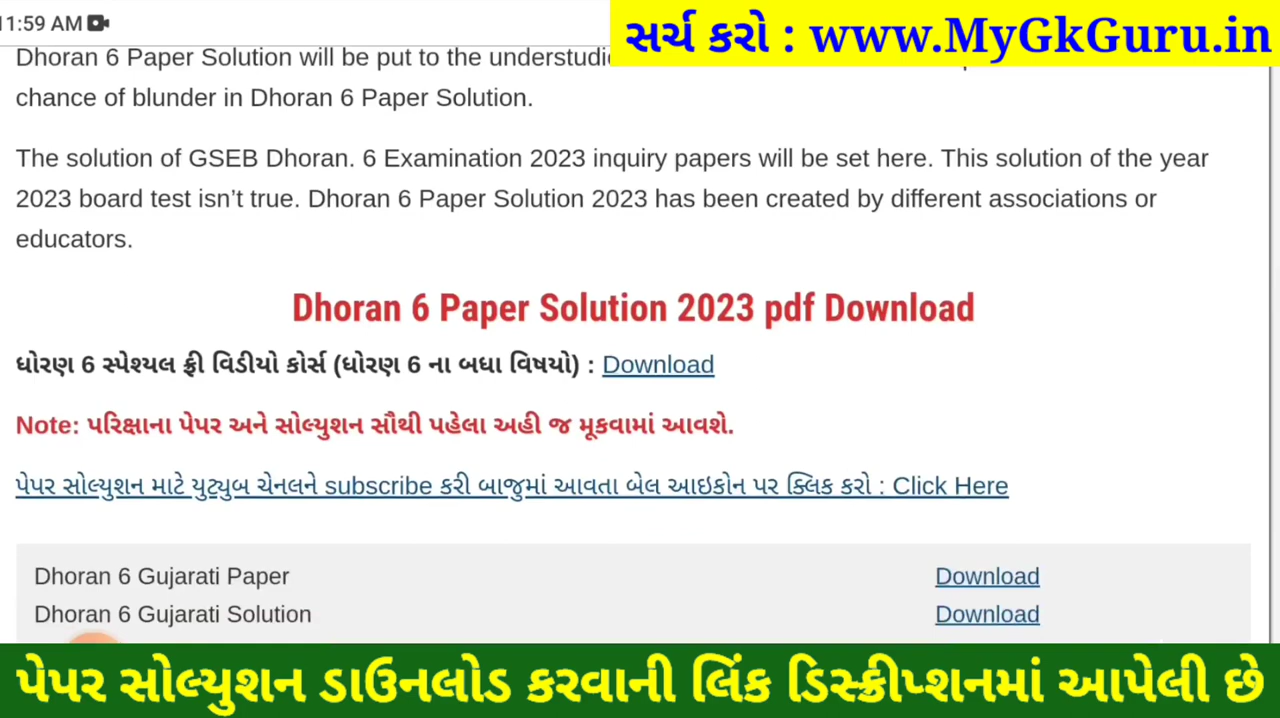 11:59 AM
સર્ચ કરો : www.MyGkGuru.in
Dhoran 6 Paper Solution will be put to the
chance of blunder in Dhoran 6 Paper Solution.
The solution of GSEB Dhoran. 6 Examination 2023 inquiry papers will be set here. This solution of the year
2023 board test isn’t true. Dhoran 6 Paper Solution 2023 has been created by different associations or
educators.
Dhoran 6 Paper Solution 2023 pdf Download
ધોરણ 6 સ્પેશ્યલ ફ્રી વિડીયો કોર્સ (ધોરણ 6 ના બધા વિષયો) : Download
Note: પરિક્ષાના પેપર અને સોલ્યુશન સૌથી પહેલા અહી જ મૂકવામાં આવશે.
પેપર સોલ્યુશન માટે યુટ્યુબ ચેનલને subscribe કરી બાજુમાં આવતા બેલ આઇકોન પર ક્લિક કરો : Click Here
Dhoran 6 Gujarati Paper Download
Dhoran 6 Gujarati Solution Download
પેપર સોલ્યુશન ડાઉનલોડ કરવાની લિંક ડિસ્ક્રીપ્શનમાં આપેલી છે